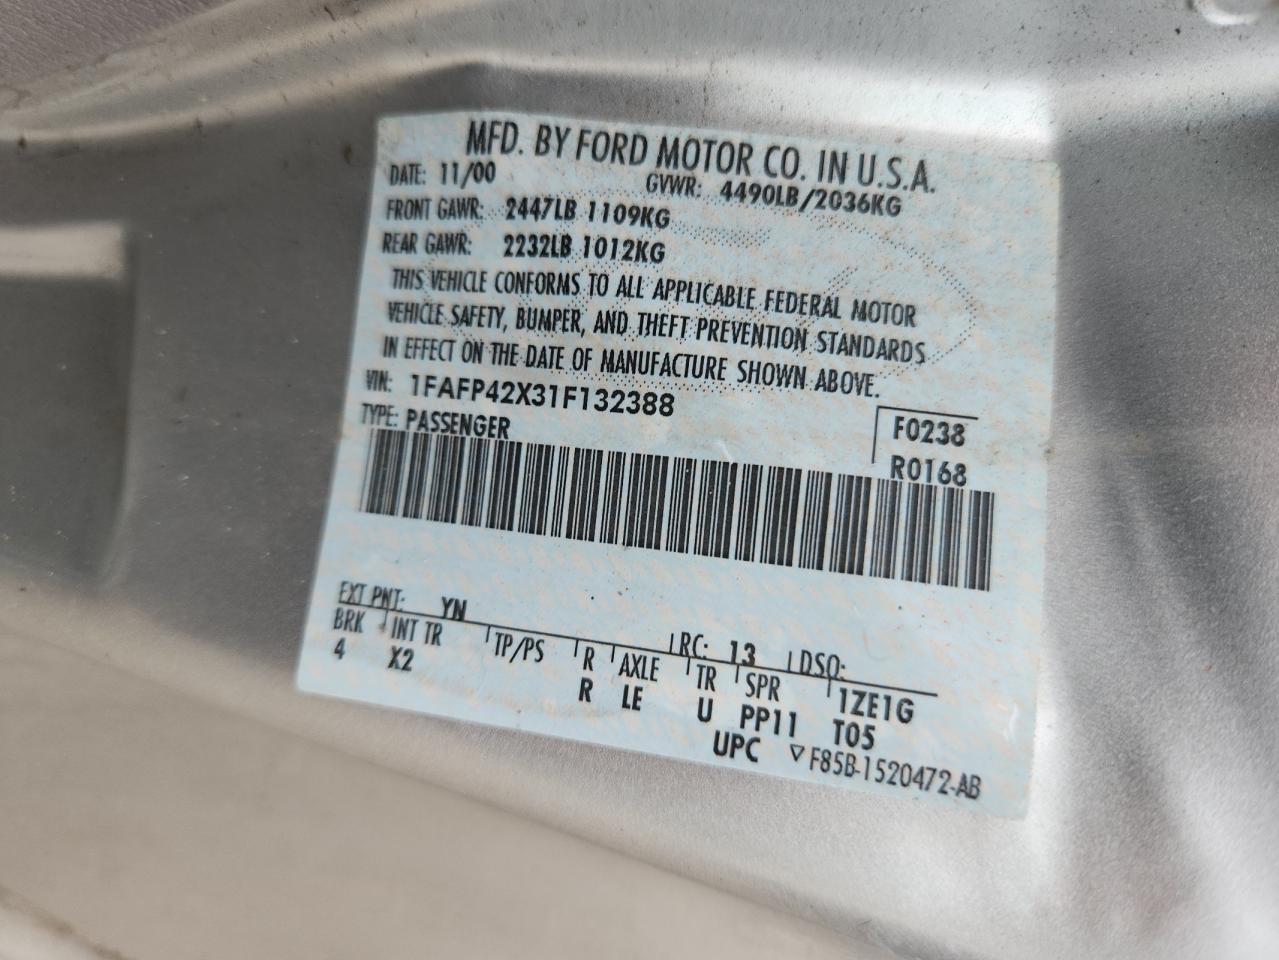 MFD. BY FORD MOTOR CO. IN U.S.A.
DATE: 11/00 GVWR: 4490LB/2036KG
FRONT GAWR: 2447LB 1109KG
REAR GAWR: 2232LB 1012KG
THIS VEHICLE CONFORMS TO ALL APPLICABLE FEDERAL MOTOR
VEHICLE SAFETY, BUMPER, AND THEFT PREVENTION STANDARDS
IN EFFECT ON THE DATE OF MANUFACTURE SHOWN ABOVE.
VIN: 1FAFP42X31F132388
TYPE: PASSENGER
F0238
R0168
EXT PNT: YN RC: 13 DSO:
BRK INT TR TP/PS R AXLE TR SPR 1ZE1G
4 X2 R LE U PP11 T05
UPC ▽F85B-1520472-AB